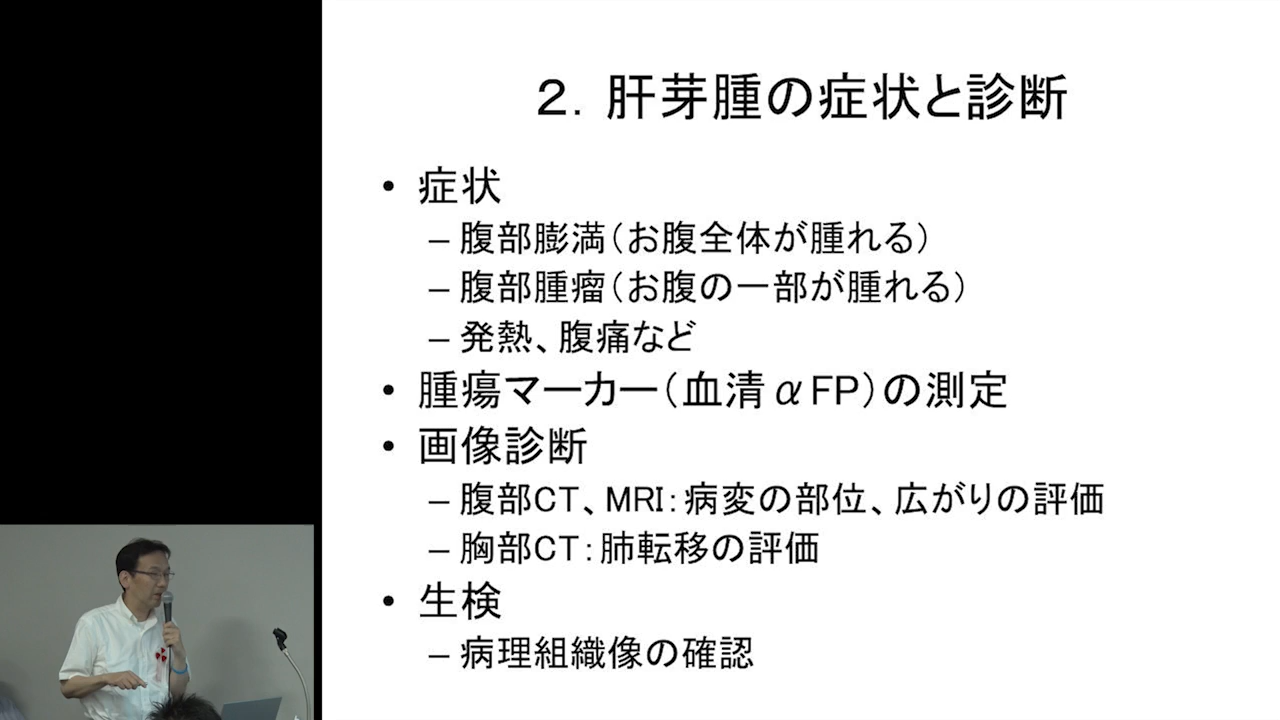 2．肝芽腫の症状と診断
• 症状
– 腹部膨満（お腹全体が腫れる）
– 腹部腫瘤（お腹の一部が腫れる）
– 発熱、腹痛など
• 腫瘍マーカー（血清αFP）の測定
• 画像診断
– 腹部CT、MRI：病変の部位、広がりの評価
– 胸部CT：肺転移の評価
• 生検
– 病理組織像の確認